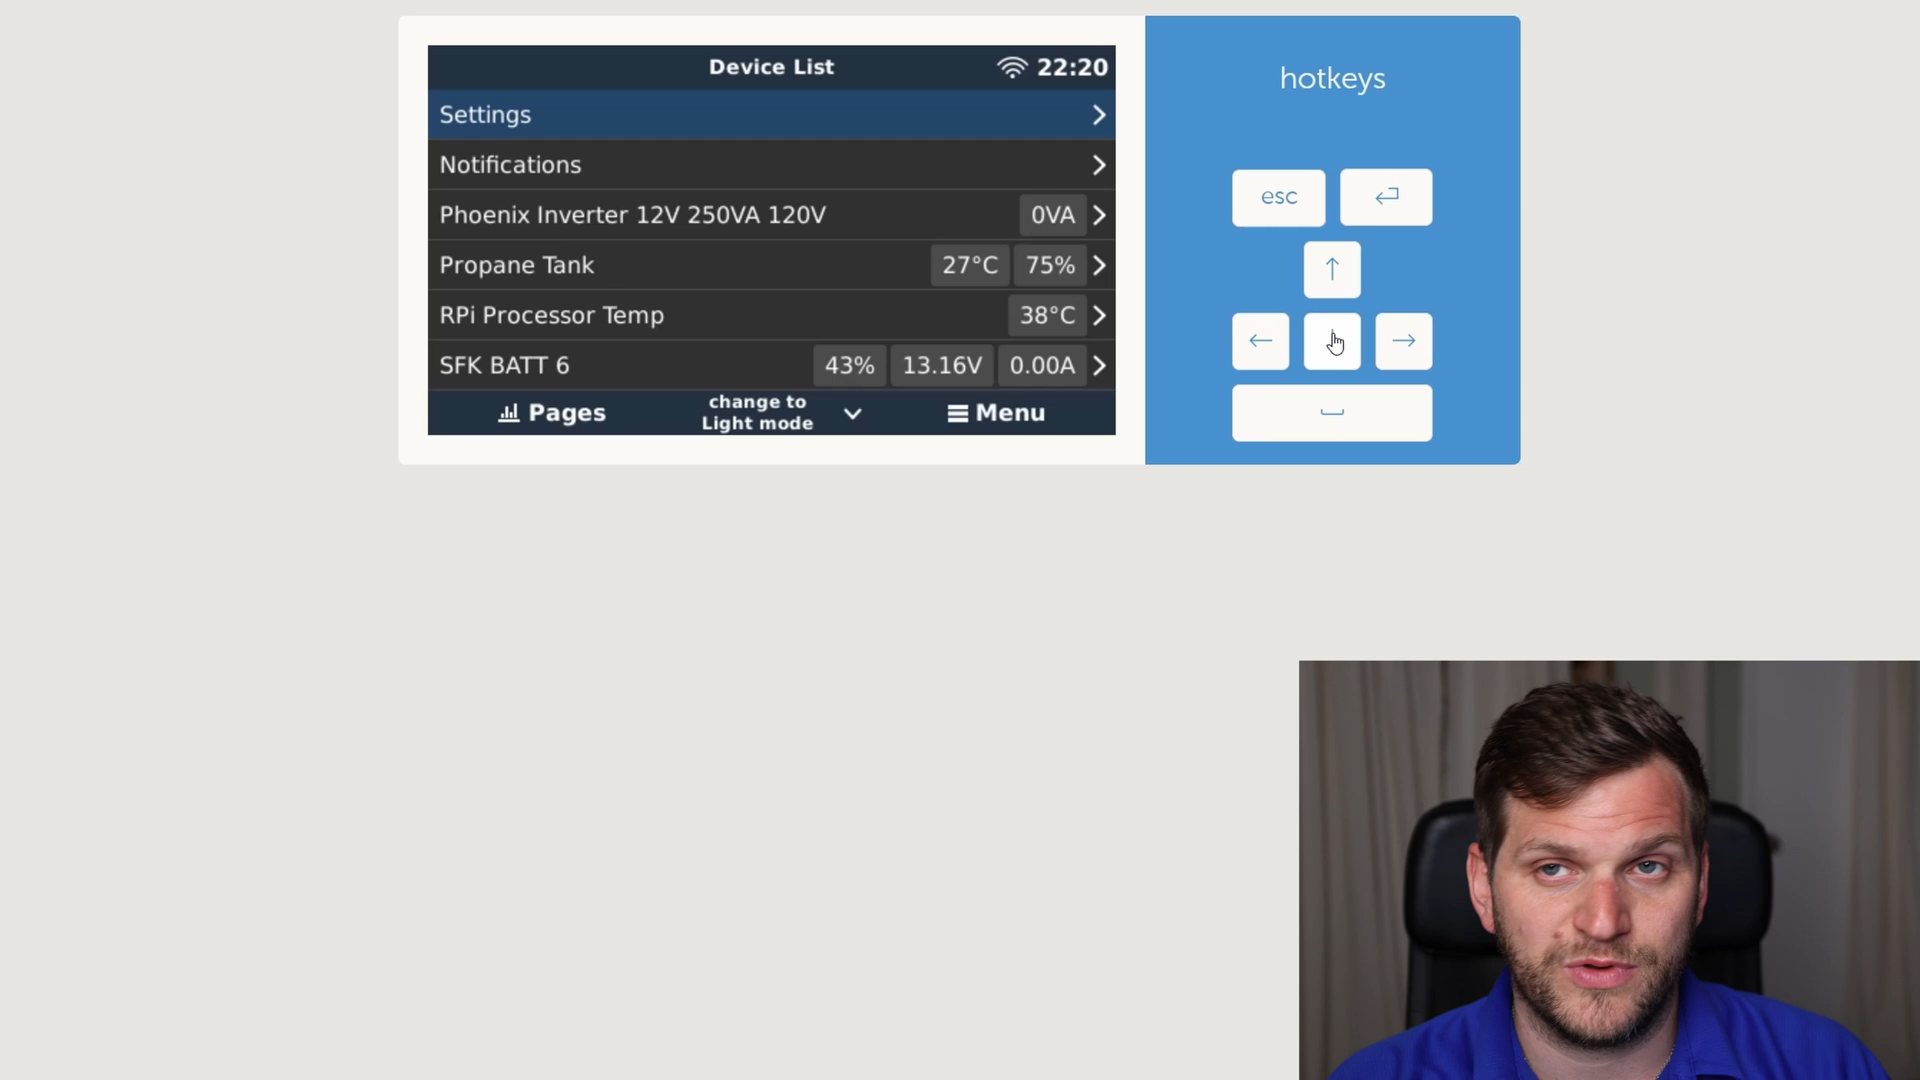 Device List 22:20
Settings
Notifications
Phoenix Inverter 12V 250VA 120V 0VA
Propane Tank 27°C 75%
RPi Processor Temp 38°C
SFK BATT 6 43% 13.16V 0.00A
Pages change to Light mode Menu
hotkeys
esc